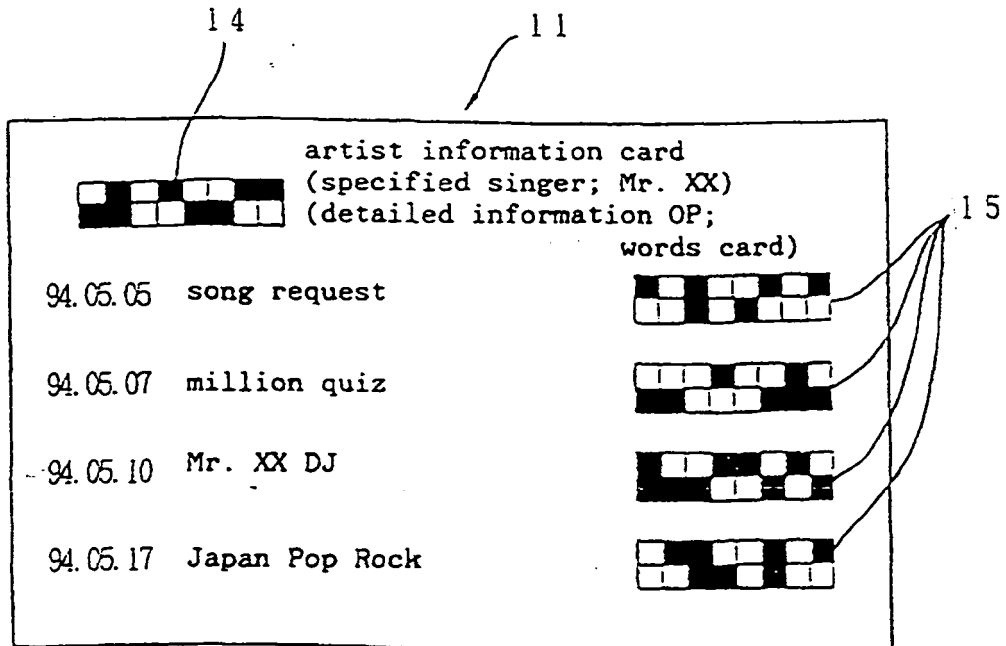 14
11
artist information card
(specified singer; Mr. XX)
(detailed information OP;
words card)
15
94.05.05 song request
94.05.07 million quiz
94.05.10 Mr. XX DJ
94.05.17 Japan Pop Rock